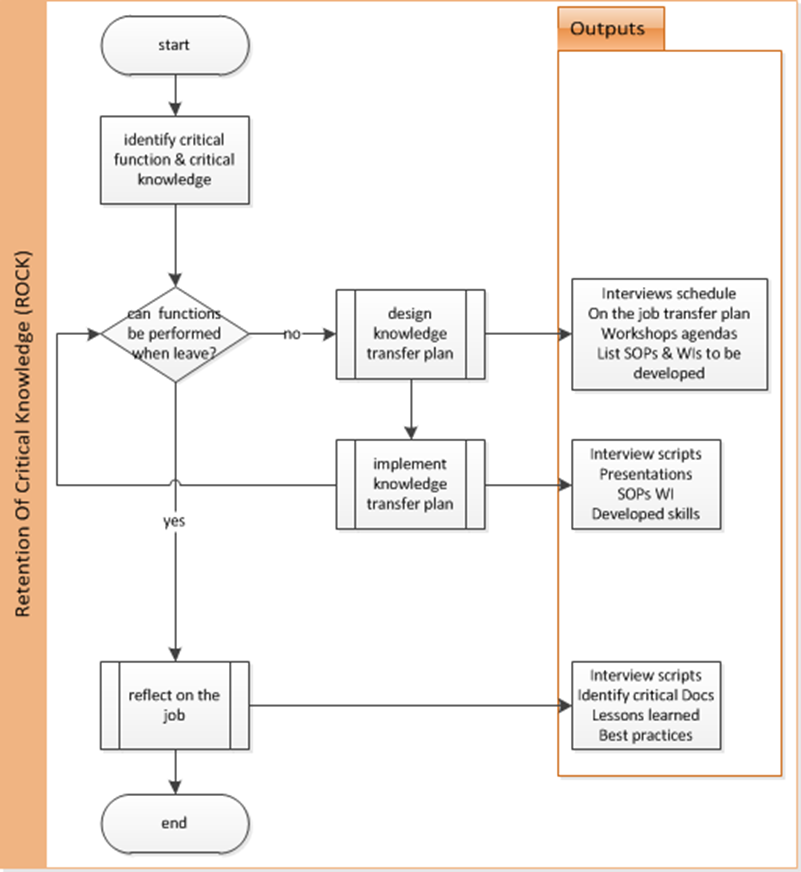 Retention Of Critical Knowledge (ROCK)
Outputs
start
identify critical
function & critical
knowledge
can functions
be performed
when leave?
no
design
knowledge
transfer plan
Interviews schedule
On the job transfer plan
Workshops agendas
List SOPs & WIs to be
developed
implement
knowledge
transfer plan
Interview scripts
Presentations
SOPs WI
Developed skills
yes
reflect on the
job
Interview scripts
Identify critical Docs
Lessons learned
Best practices
end